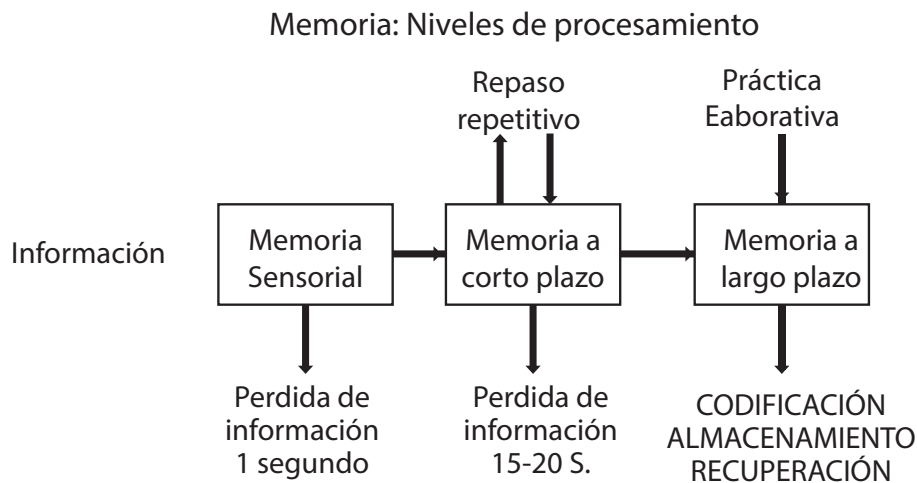 Memoria: Niveles de procesamiento
Repaso
repetitivo
Práctica
Eaborativa
Información
Memoria
Sensorial
Memoria a
corto plazo
Memoria a
largo plazo
Perdida de
información
1 segundo
Perdida de
información
15-20 S.
CODIFICACIÓN
ALMACENAMIENTO
RECUPERACIÓN